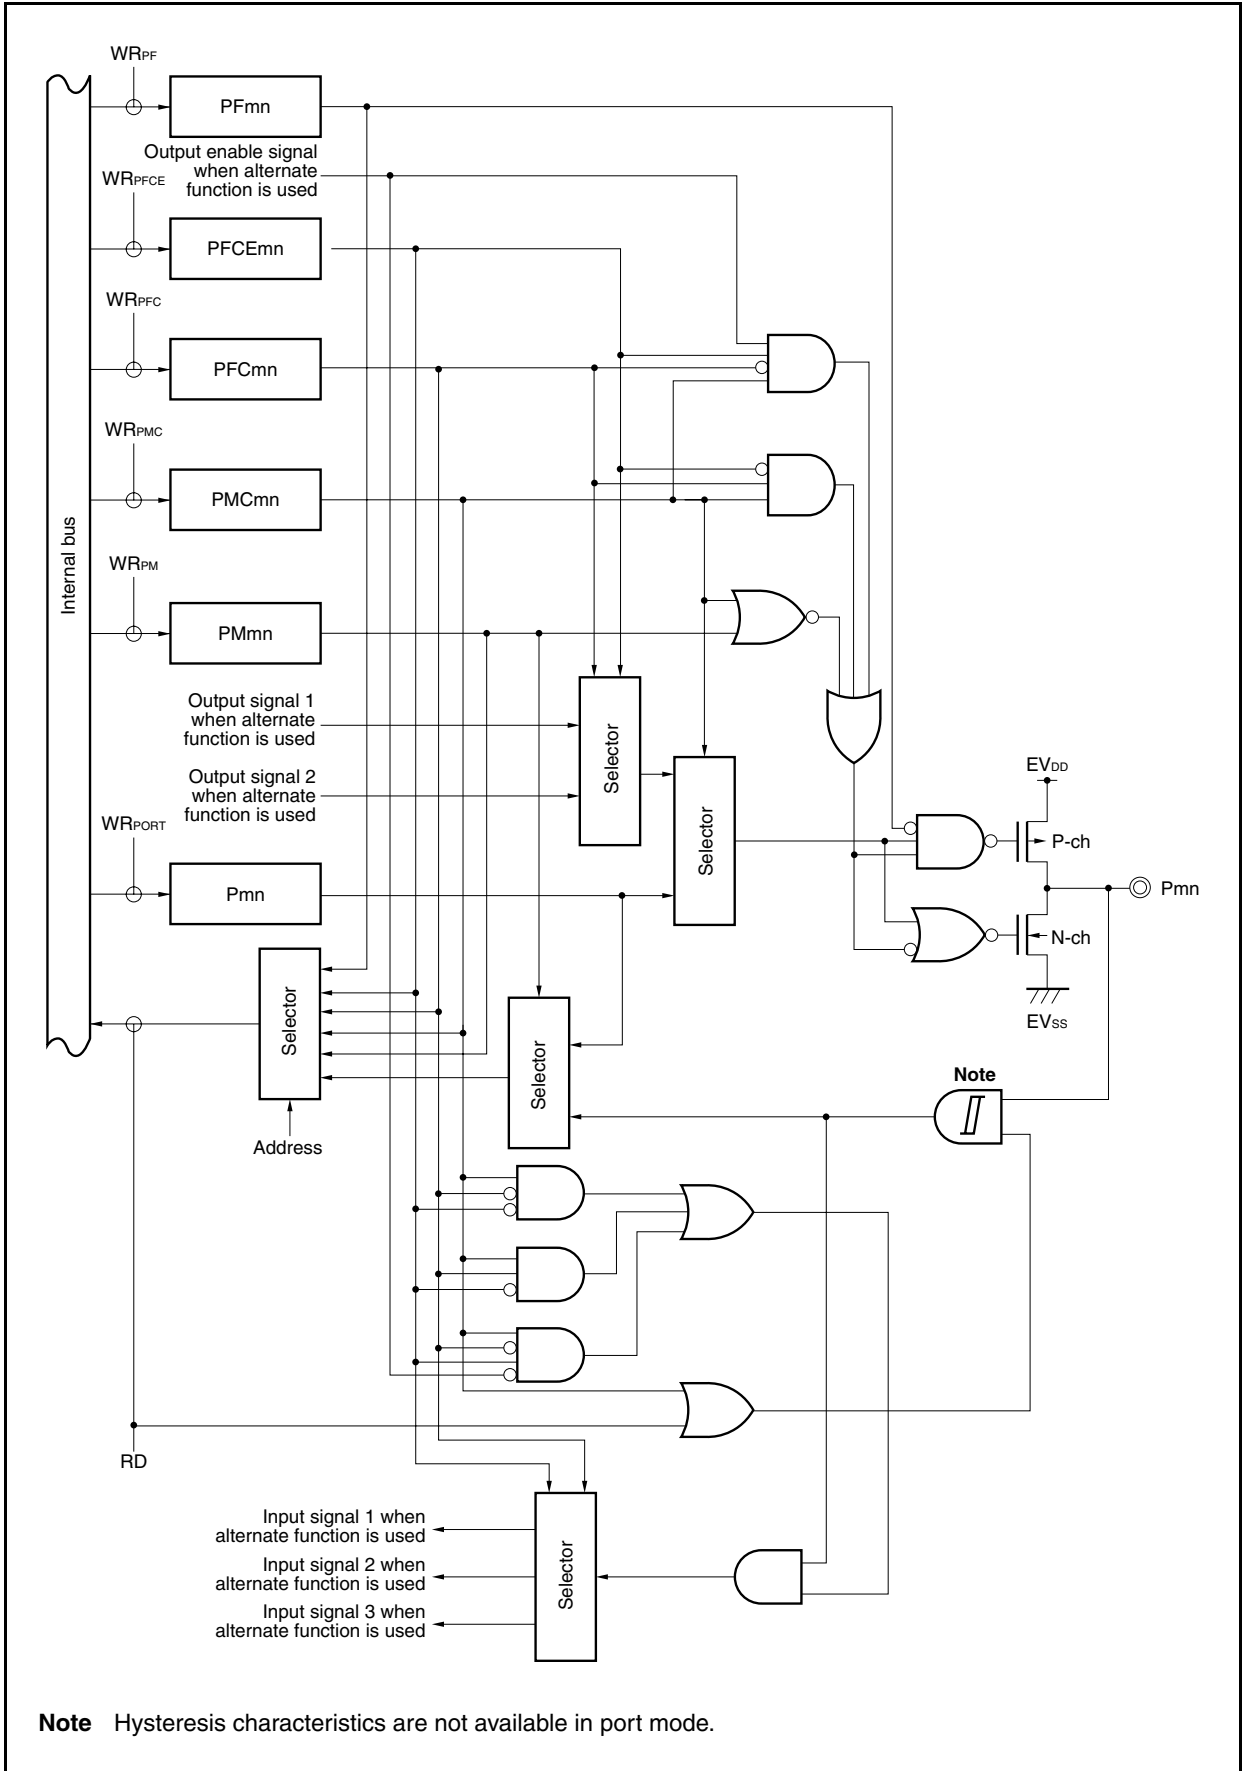 WRPF
PFmn
Output enable signal
when alternate
function is used
WRPFCE
PFCEmn
WRPFC
PFCmn
WRPMC
PMCmn
Internal bus
WRPM
PMmn
Output signal 1
when alternate
function is used
Selector
Output signal 2
when alternate
function is used
EVDD
WRPORT
Selector
P-ch
Pmn
Pmn
N-ch
Selector
EVSS
Selector
Note
Address
RD
Input signal 1 when
alternate function is used
Input signal 2 when
alternate function is used
Selector
Input signal 3 when
alternate function is used
Note Hysteresis characteristics are not available in port mode.